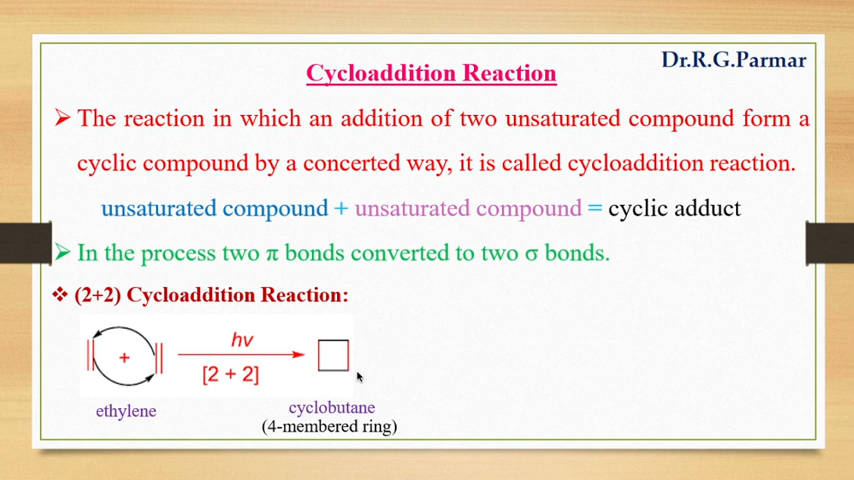 Dr.R.G.Parmar
Cycloaddition Reaction
➢ The reaction in which an addition of two unsaturated compound form a
cyclic compound by a concerted way, it is called cycloaddition reaction.
unsaturated compound + unsaturated compound = cyclic adduct
➢ In the process two π bonds converted to two σ bonds.
❖ (2+2) Cycloaddition Reaction:
+
hv
[2 + 2]
ethylene
cyclobutane
(4-membered ring)